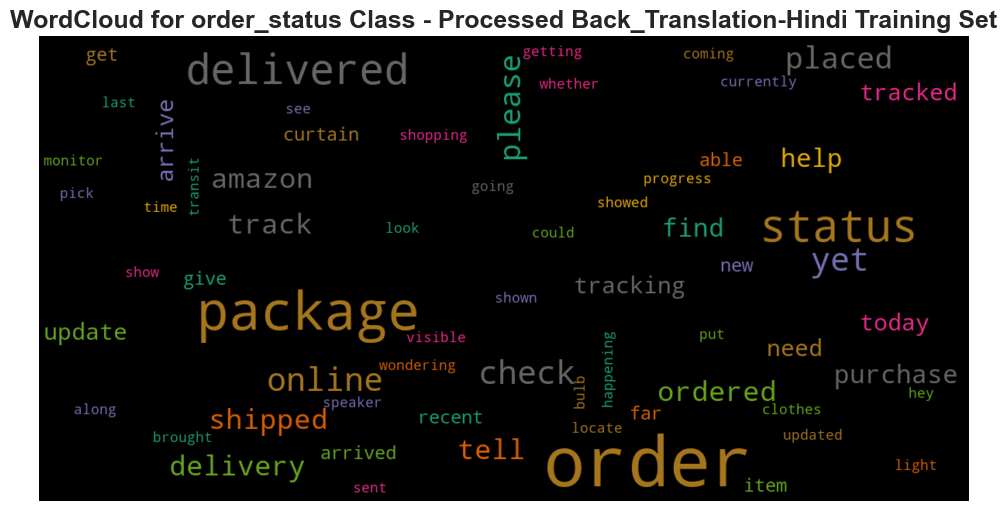 WordCloud for order_status Class - Processed Back_Translation-Hindi Training Set
get
delivered
please
getting
whether
coming
currently
placed
tracked
last
arrive
see
curtain
shopping
monitor
pick
time
transit
amazon
track
look
going
could
able
progress
showed
help
find
status
yet
new
show
give
package
shown
tracking
today
update
visible
wondering
put
need
online
check
bulb
happening
ordered
purchase
hey
along
speaker
shipped
recent
far
clothes
brought
locate
updated
delivery
arrived
tell
order
light
sent
item